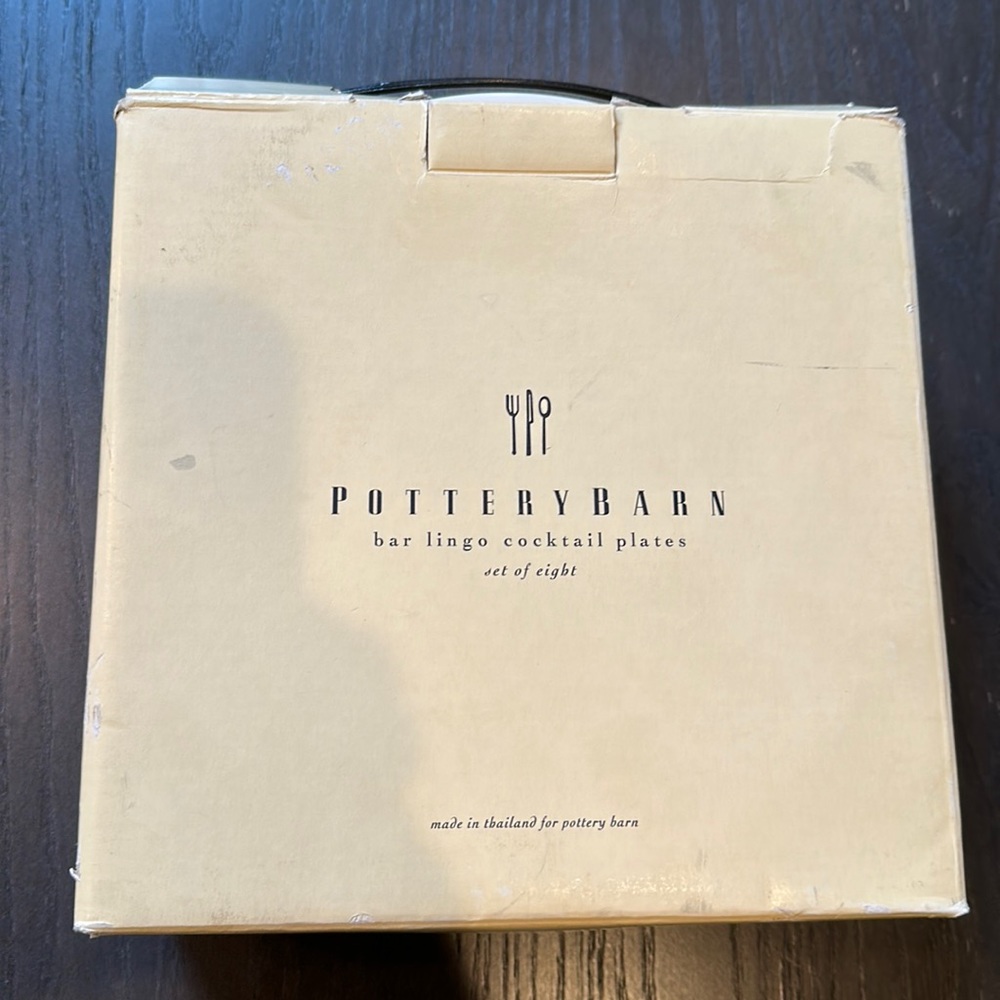 POTTERYBARN
bar lingo cocktail plates
set of eight
made in thailand for pottery barn